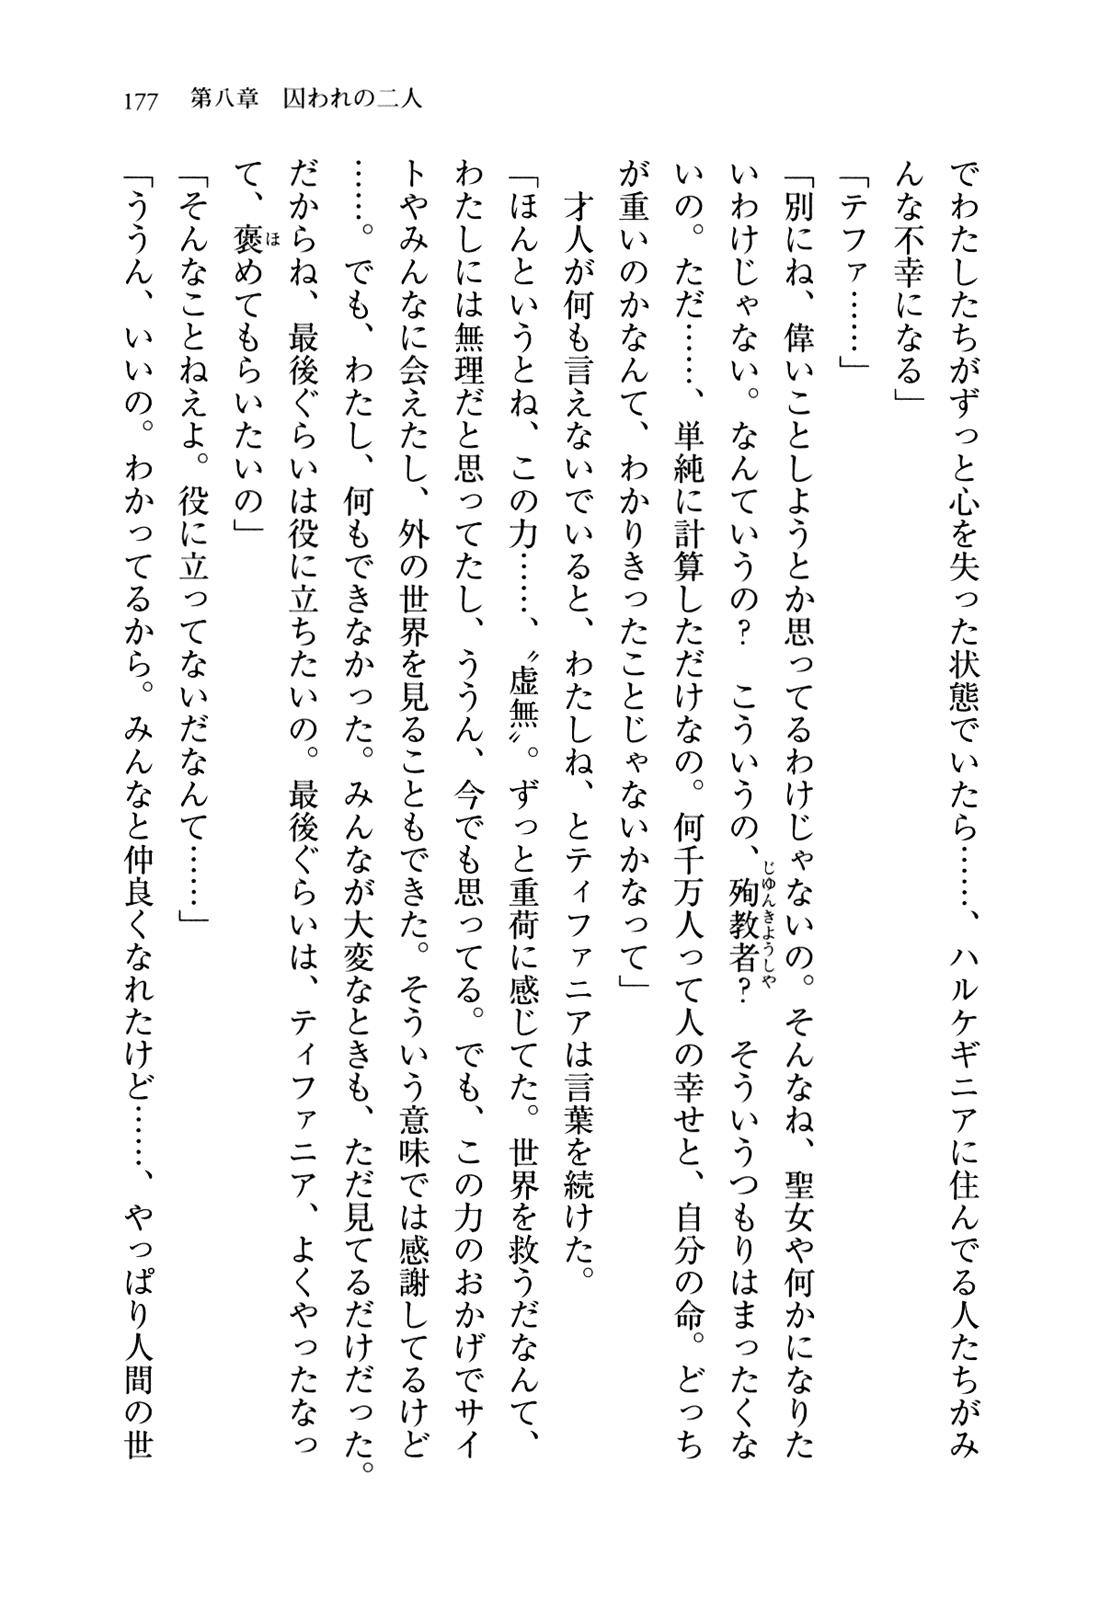 177 第八章 囚われの二人
でわたしたちがずっと心を失った状態でいたら……、ハルケギニアに住んでる人たちがみ
んな不幸になる」
「テファ……」
「別にね、偉いことしようとか思ってるわけじゃないの。そんなね、聖女や何かになりた
いわけじゃない。なんていうの？ こういうの、殉教者？ そういうつもりはまったくな
じゆんきようしや
いの。ただ……、単純に計算しただけなの。何千万人って人の幸せと、自分の命。どっち
が重いのかなんて、わかりきったことじゃないかなって」
才人が何も言えないでいると、わたしね、とティファニアは言葉を続けた。
「ほんというとね、この力……、〝虚無〟。ずっと重荷に感じてた。世界を救うだなんて、
わたしには無理だと思ってたし、ううん、今でも思ってる。でも、この力のおかげでサイ
トやみんなに会えたし、外の世界を見ることもできた。そういう意味では感謝してるけど
……。でも、わたし、何もできなかった。みんなが大変なときも、ただ見てるだけだった。
だからね、最後ぐらいは役に立ちたいの。最後ぐらいは、ティファニア、よくやったなっ
て、褒めてもらいたいの」
ほ
「そんなことねえよ。役に立ってないだなんて……」
「ううん、いいの。わかってるから。みんなと仲良くなれたけど……、やっぱり人間の世